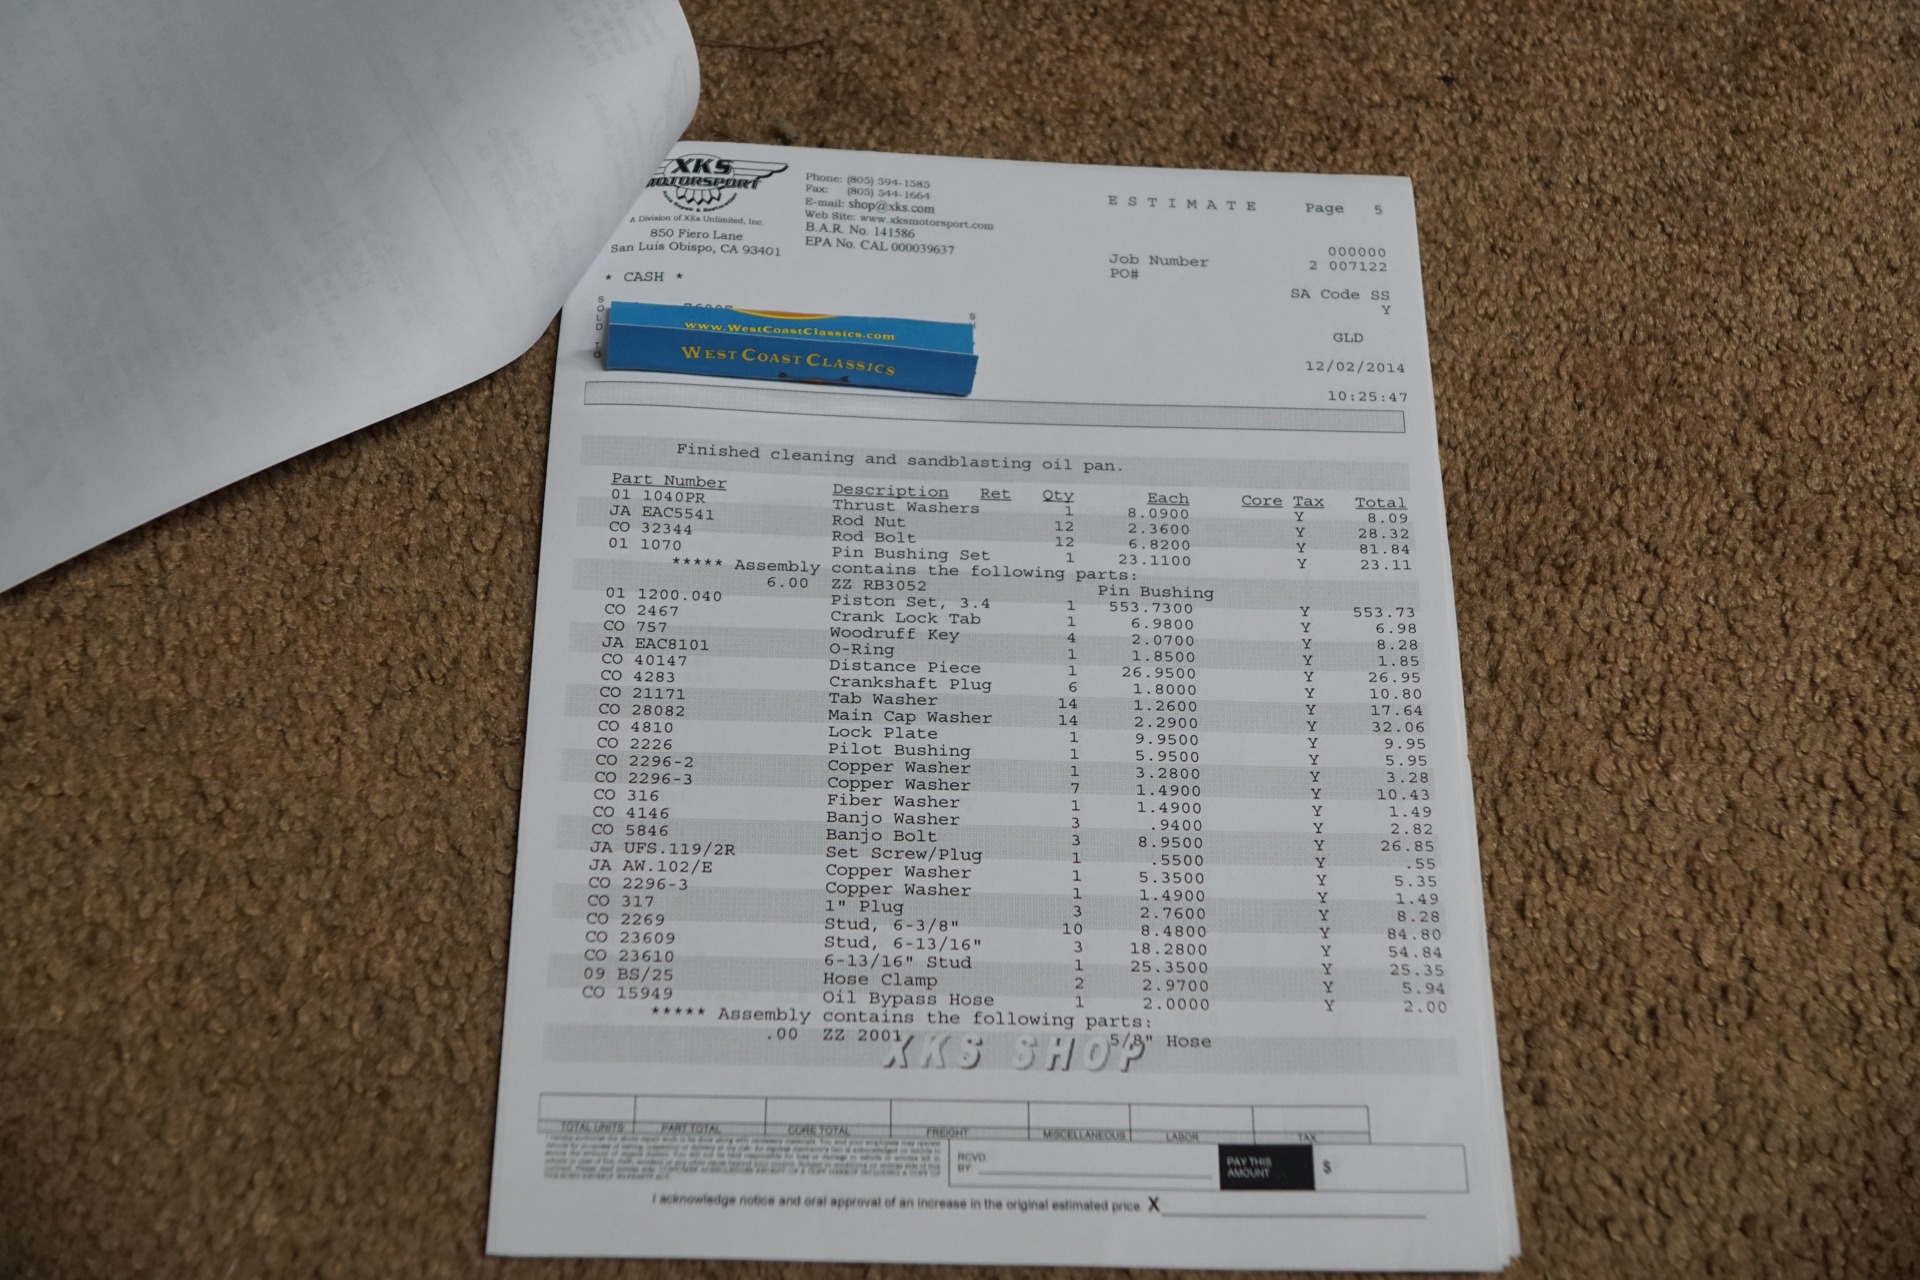 XKS
MOTORSPORT
Auto Repair & Restoration
A Division of XKs Unlimited, Inc.
850 Fiero Lane
San Luis Obispo, CA 93401
Phone: (805) 594-1585
Fax: (805) 544-1664
E-mail: shop@xks.com
Web Site: www.xksmotorsport.com
B.A.R. No. 141586
EPA No. CAL 000039637
ESTIMATE Page 5
000000
Job Number 2 007122
PO#
SA Code SS
Y
GLD
12/02/2014
10:25:47
* CASH *
SOLD TO
www.WestCoastClassics.com
WEST COAST CLASSICS
Finished cleaning and sandblasting oil pan.
Part Number Description Ret Qty Each Core Tax Total
01 1040PR Thrust Washers 1 8.0900 Y 8.09
JA EAC5541 Rod Nut 12 2.3600 Y 28.32
CO 32344 Rod Bolt 12 6.8200 Y 81.84
01 1070 Pin Bushing Set 1 23.1100 Y 23.11
***** Assembly contains the following parts:
6.00 ZZ RB3052 Pin Bushing
01 1200.040 Piston Set, 3.4 1 553.7300 Y 553.73
CO 2467 Crank Lock Tab 1 6.9800 Y 6.98
CO 757 Woodruff Key 4 2.0700 Y 8.28
JA EAC8101 O-Ring 1 1.8500 Y 1.85
CO 40147 Distance Piece 1 26.9500 Y 26.95
CO 4283 Crankshaft Plug 6 1.8000 Y 10.80
CO 21171 Tab Washer 14 1.2600 Y 17.64
CO 28082 Main Cap Washer 14 2.2900 Y 32.06
CO 4810 Lock Plate 1 9.9500 Y 9.95
CO 2226 Pilot Bushing 1 5.9500 Y 5.95
CO 2296-2 Copper Washer 1 3.2800 Y 3.28
CO 2296-3 Copper Washer 7 1.4900 Y 10.43
CO 316 Fiber Washer 1 1.4900 Y 1.49
CO 4146 Banjo Washer 3 .9400 Y 2.82
CO 5846 Banjo Bolt 3 8.9500 Y 26.85
JA UFS.119/2R Set Screw/Plug 1 .5500 Y .55
JA AW.102/E Copper Washer 1 5.3500 Y 5.35
CO 2296-3 Copper Washer 1 1.4900 Y 1.49
CO 317 1" Plug 3 2.7600 Y 8.28
CO 2269 Stud, 6-3/8" 10 8.4800 Y 84.80
CO 23609 Stud, 6-13/16" 3 18.2800 Y 54.84
CO 23610 6-13/16" Stud 1 25.3500 Y 25.35
09 BS/25 Hose Clamp 2 2.9700 Y 5.94
CO 15949 Oil Bypass Hose 1 2.0000 Y 2.00
***** Assembly contains the following parts:
.00 ZZ 2001 5/8" Hose
XKS SHOP
TOTAL UNITS PART TOTAL CORE TOTAL FREIGHT MISCELLANEOUS LABOR TAX
RCVD. BY:
PAY THIS AMOUNT $
I acknowledge notice and oral approval of an increase in the original estimated price. X